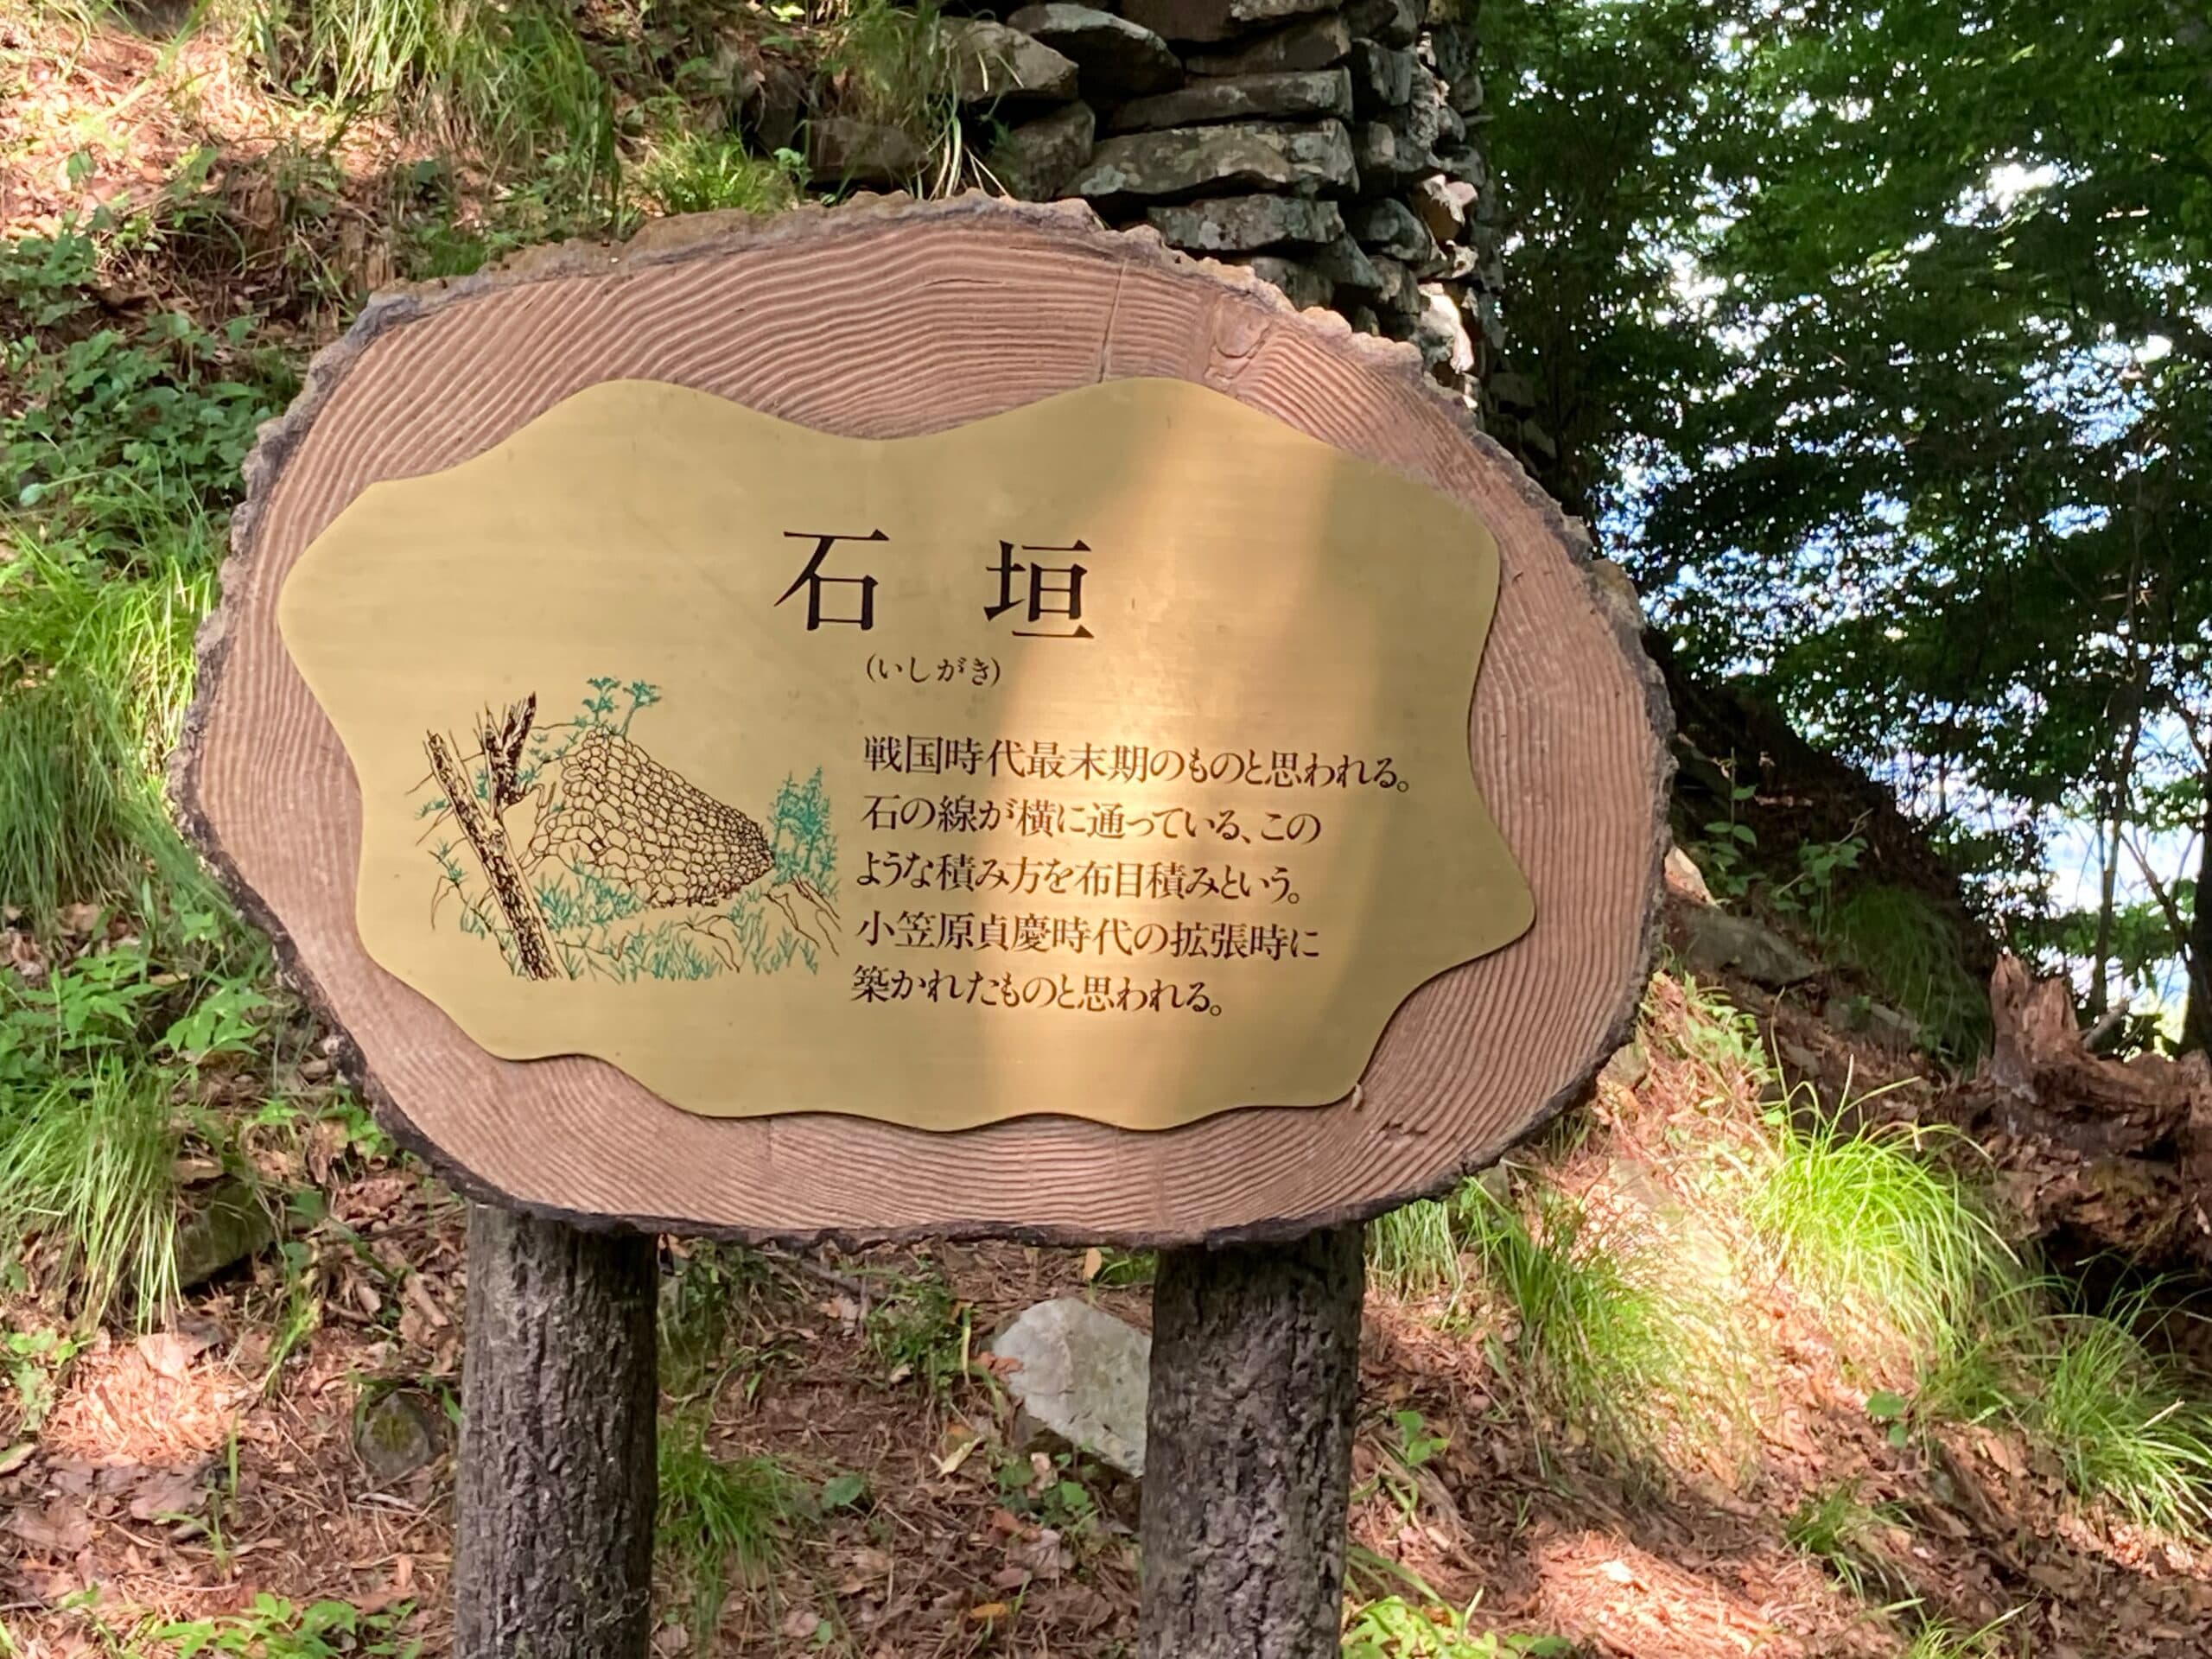 石垣
(いしがき)
戦国時代最末期のものと思われる。
石の線が横に通っている、この
ような積み方を布目積みという。
小笠原貞慶時代の拡張時に
築かれたものと思われる。